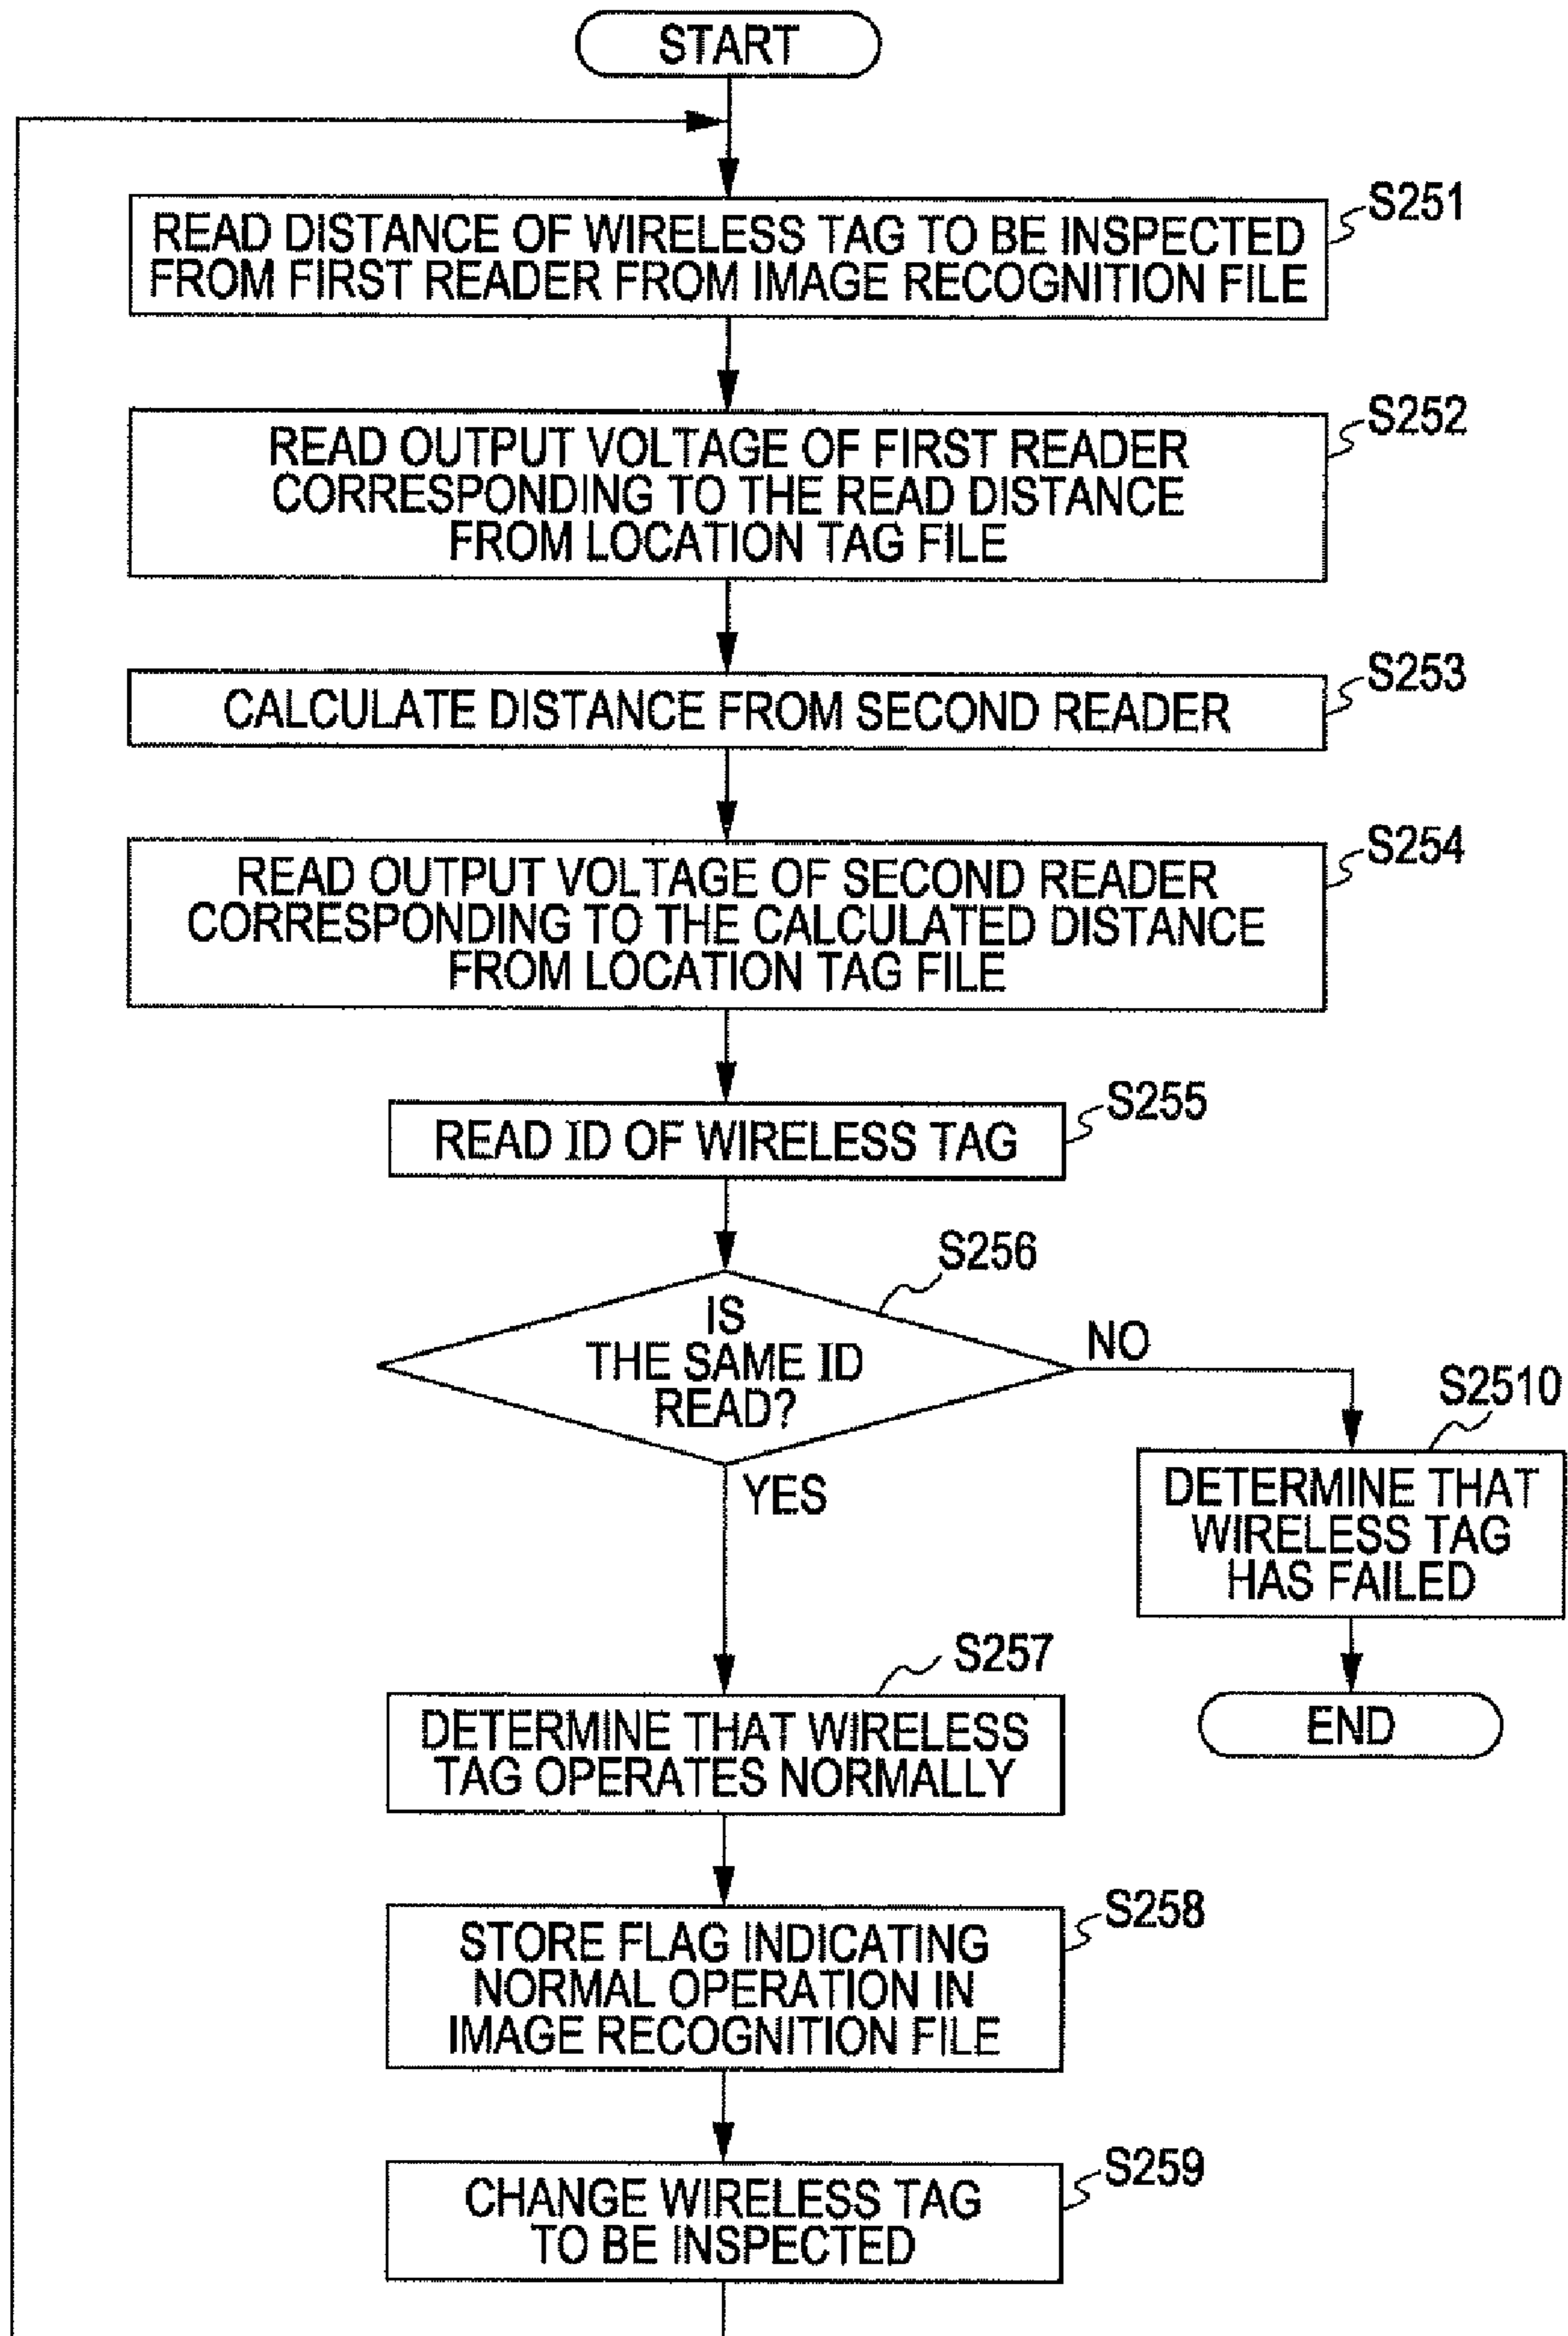 START
S251
READ DISTANCE OF WIRELESS TAG TO BE INSPECTED
FROM FIRST READER FROM IMAGE RECOGNITION FILE
S252
READ OUTPUT VOLTAGE OF FIRST READER
CORRESPONDING TO THE READ DISTANCE
FROM LOCATION TAG FILE
S253
CALCULATE DISTANCE FROM SECOND READER
S254
READ OUTPUT VOLTAGE OF SECOND READER
CORRESPONDING TO THE CALCULATED DISTANCE
FROM LOCATION TAG FILE
S255
READ ID OF WIRELESS TAG
S256
IS
THE SAME ID
READ?
NO
YES
S2510
DETERMINE THAT
WIRELESS TAG
HAS FAILED
END
S257
DETERMINE THAT WIRELESS
TAG OPERATES NORMALLY
S258
STORE FLAG INDICATING
NORMAL OPERATION IN
IMAGE RECOGNITION FILE
S259
CHANGE WIRELESS TAG
TO BE INSPECTED